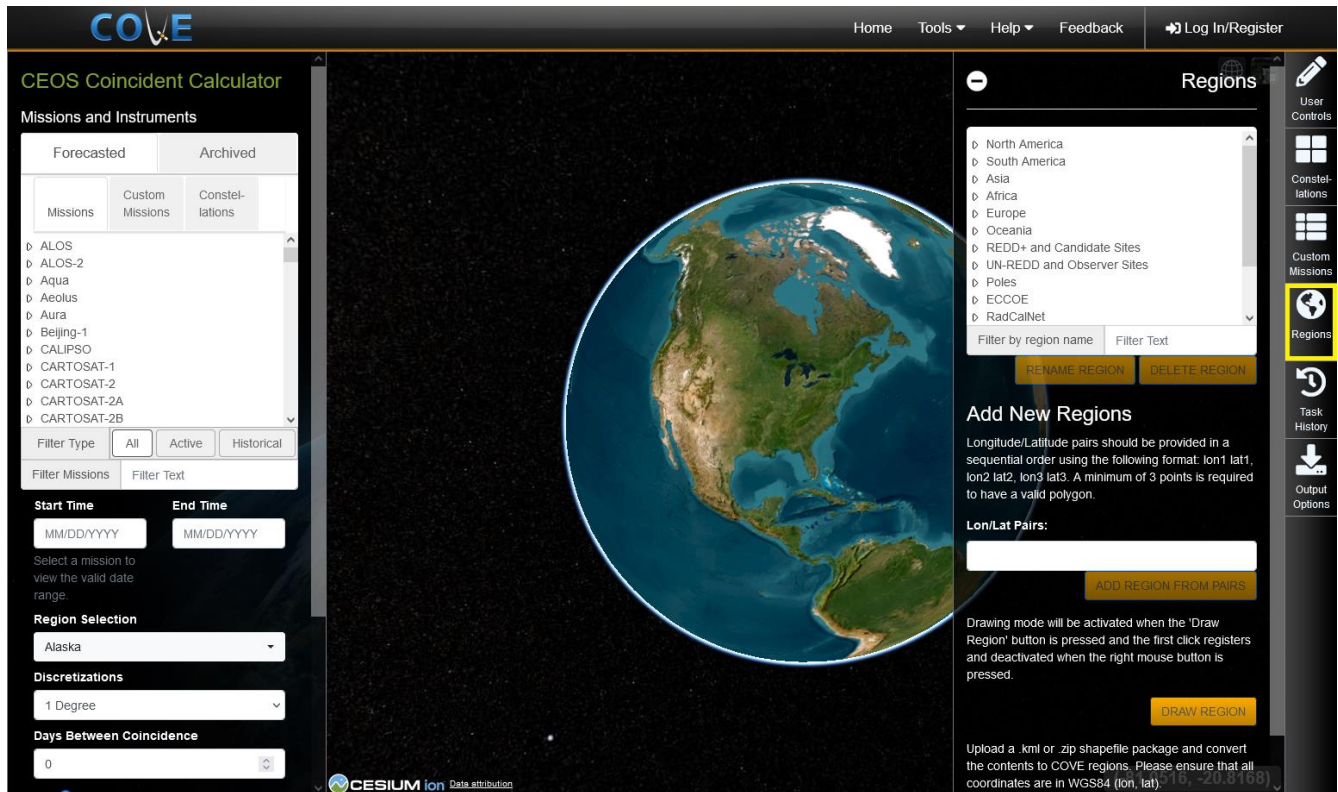 COVE
Home Tools Help Feedback Log In/Register
CEOS Coincident Calculator
Missions and Instruments
Forecasted Archived
Missions
Custom
Missions
Constel-
lations
ALOS
ALOS-2
Aqua
Aeolus
Aura
Beijing-1
CALIPSO
CARTOSAT-1
CARTOSAT-2
CARTOSAT-2A
CARTOSAT-2B
Filter Type All Active Historical
Filter Missions Filter Text
Start Time End Time
MM/DD/YYYY MM/DD/YYYY
Select a mission to
view the valid date
range.
Region Selection
Alaska
Discretizations
1 Degree
Days Between Coincidence
0
CESIUM ion Data attribution
Regions
North America
South America
Asia
Africa
Europe
Oceania
REDD+ and Candidate Sites
UN-REDD and Observer Sites
Poles
ECCOE
RadCalNet
Filter by region name Filter Text
RENAME REGION DELETE REGION
Add New Regions
Longitude/Latitude pairs should be provided in a
sequential order using the following format: lon1 lat1,
lon2 lat2, lon3 lat3. A minimum of 3 points is required
to have a valid polygon.
Lon/Lat Pairs:
ADD REGION FROM PAIRS
Drawing mode will be activated when the 'Draw
Region' button is pressed and the first click registers
and deactivated when the right mouse button is
pressed.
DRAW REGION
Upload a .kml or .zip shapefile package and convert
the contents to COVE regions. Please ensure that all
coordinates are in WGS84 (lon, lat).
-20.8168)
User
Controls
Constel-
lations
Custom
Missions
Regions
Task
History
Output
Options